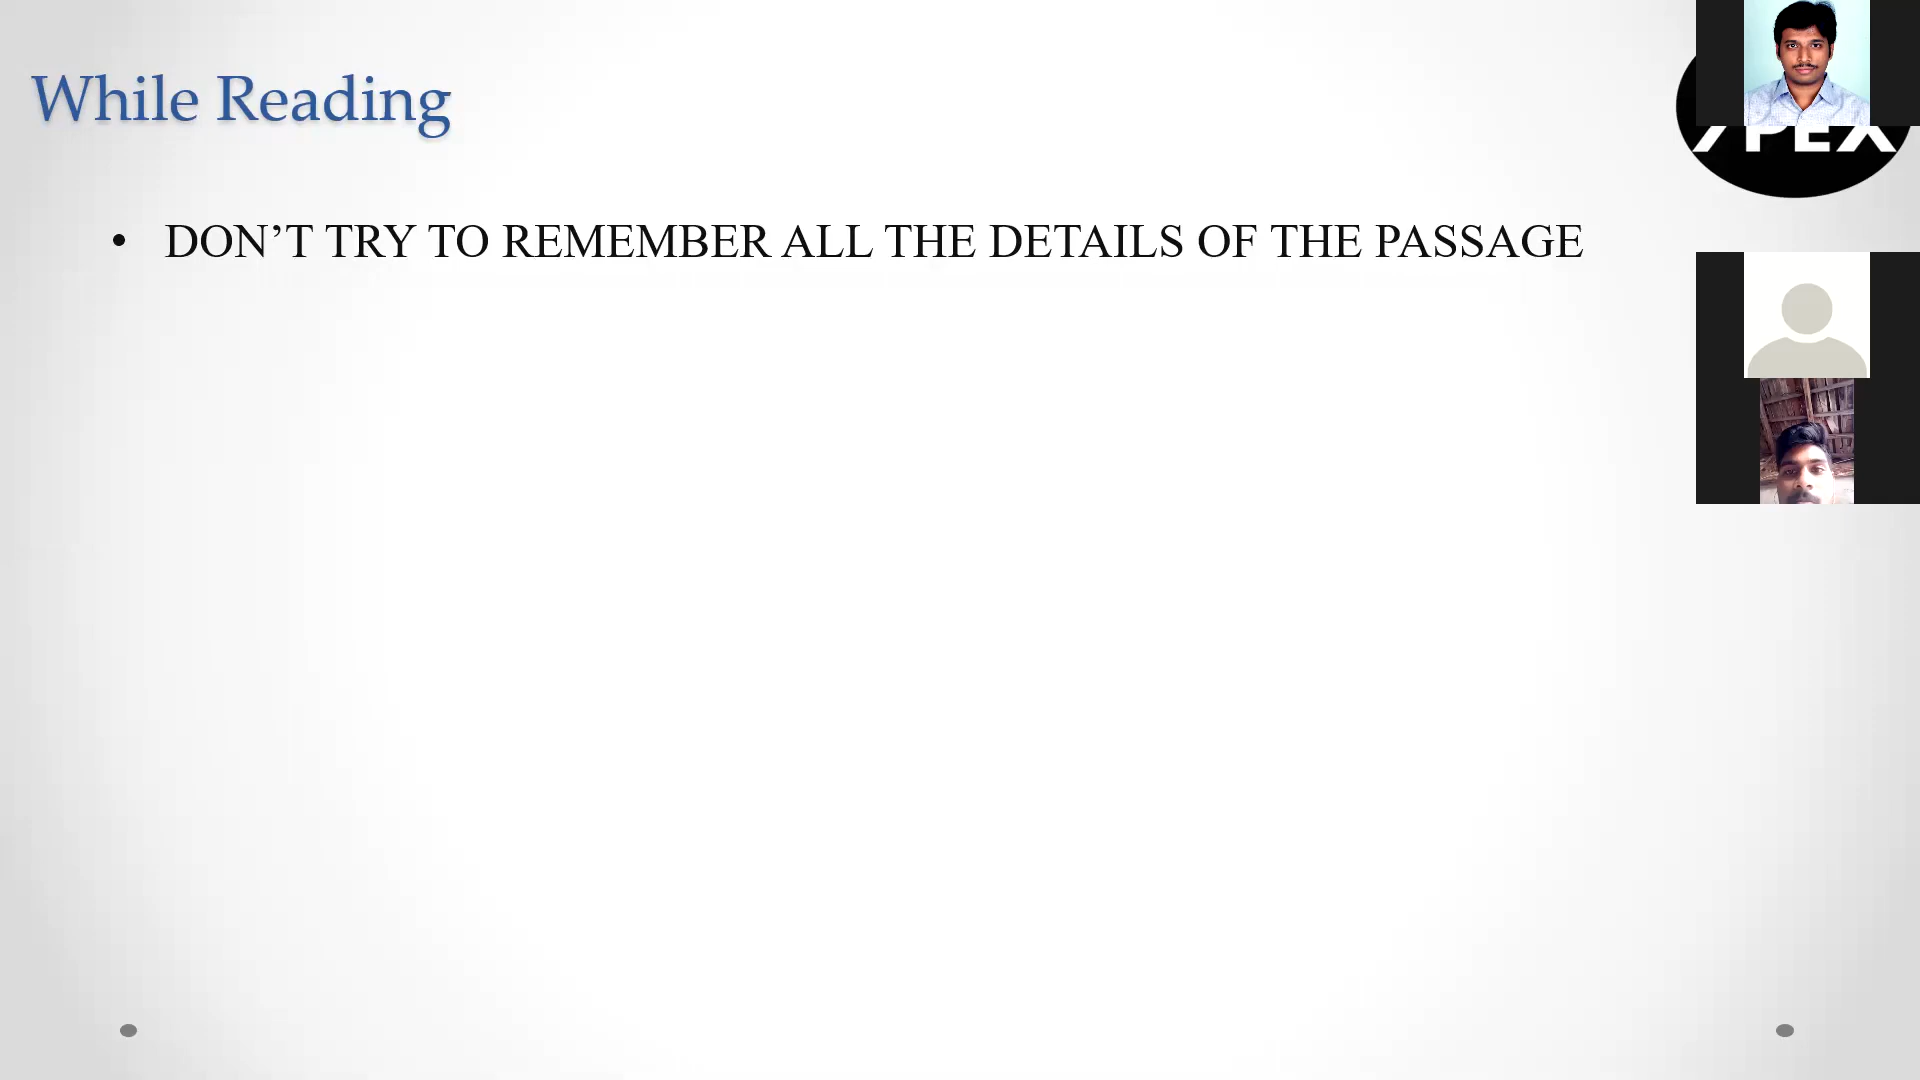 While Reading
• DON’T TRY TO REMEMBER ALL THE DETAILS OF THE PASSAGE